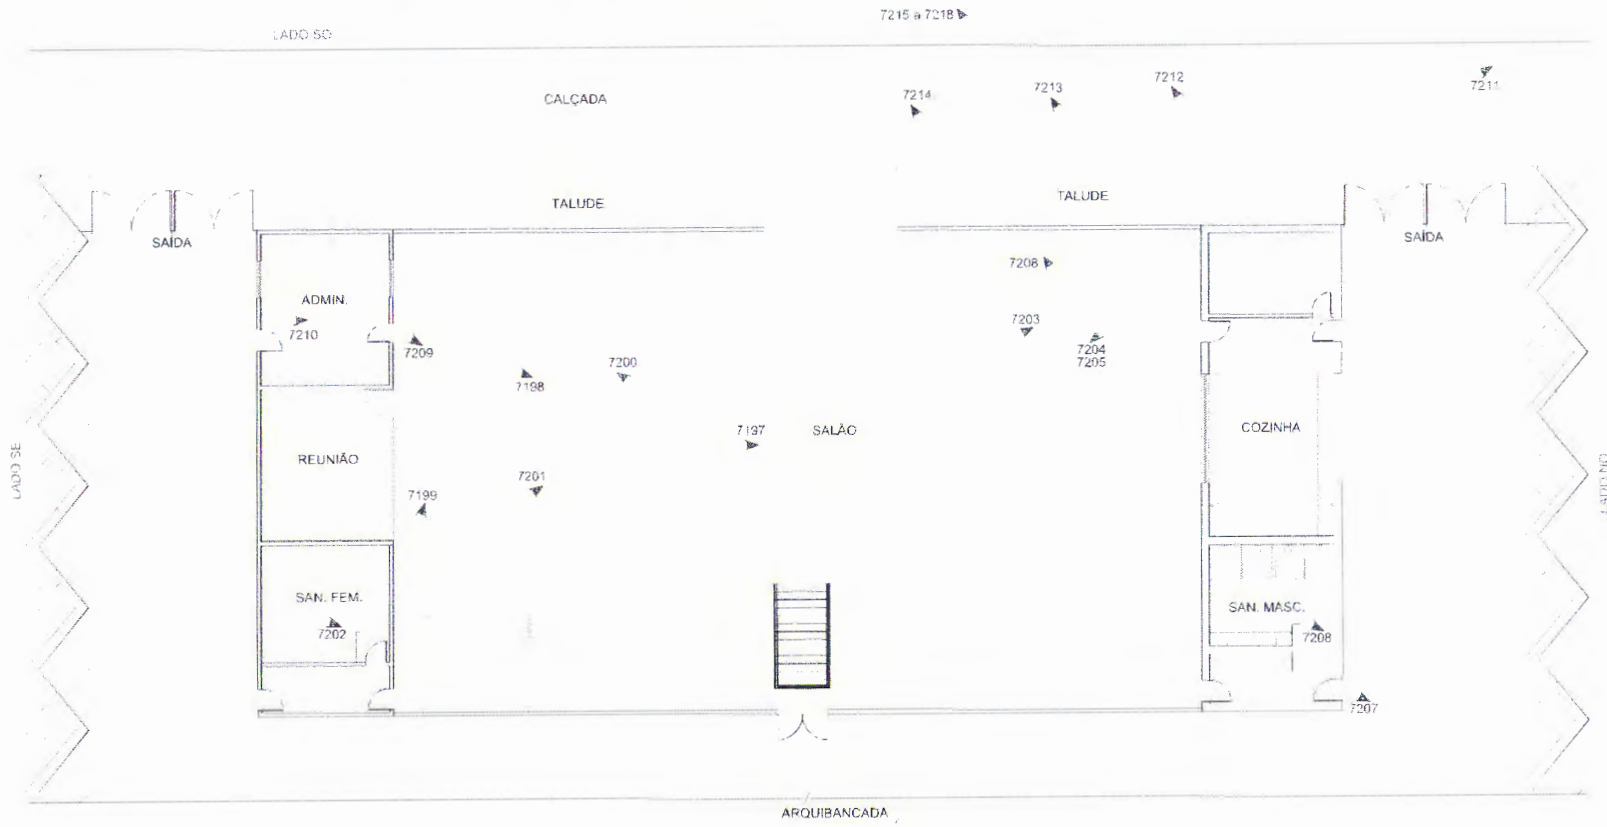 7215 a 7218
LADO SO
7212
7213
7211
7214
CALÇADA
TALUDE
TALUDE
SAÍDA
SAÍDA
7208
ADMIN.
7203
7210
7209
7204
7205
7200
7198
COZINHA
7197
SALÃO
LADO SE
REUNIÃO
LADO NO
7201
7199
SAN. FEM.
SAN. MASC.
7202
7208
7207
ARQUIBANCADA